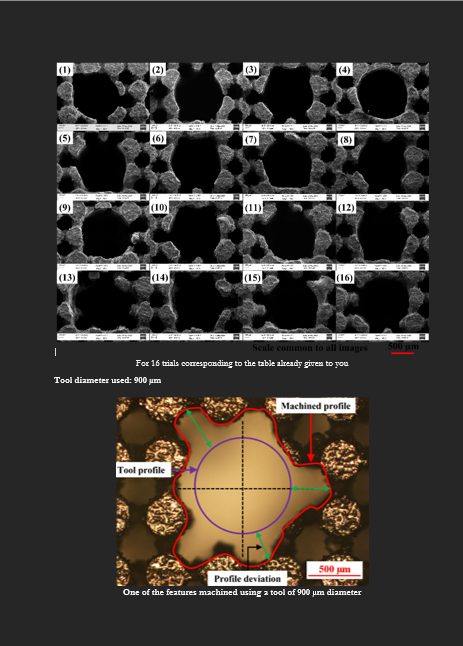 (1) (2) (3) (4)
(5) (6) (7) (8)
(9) (10) (11) (12)
(13) (14) (15) (16)
Scale common to all images 500 µm
For 16 trials corresponding to the table already given to you
Tool diameter used: 900 µm
Machined profile
Tool profile
500 µm
Profile deviation
One of the features machined using a tool of 900 µm diameter